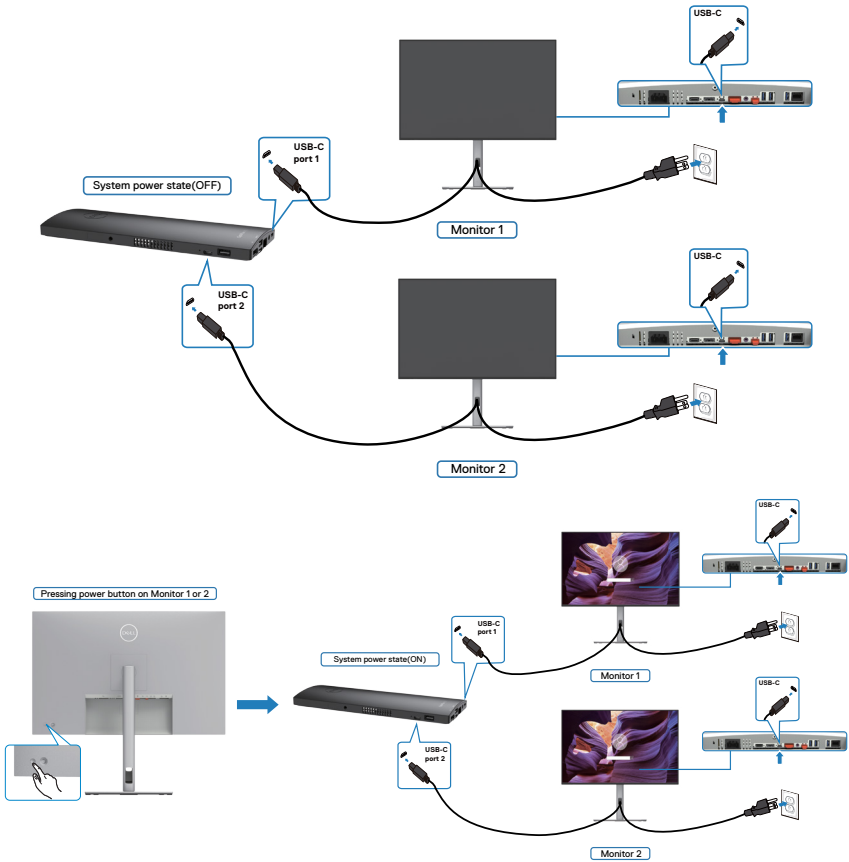 USB-C
USB-C
port 1
System power state(OFF)
Monitor 1
USB-C
USB-C
port 2
Monitor 2
USB-C
Pressing power button on Monitor 1 or 2
DELL
USB-C
port 1
System power state(ON)
Monitor 1
USB-C
USB-C
port 2
Monitor 2